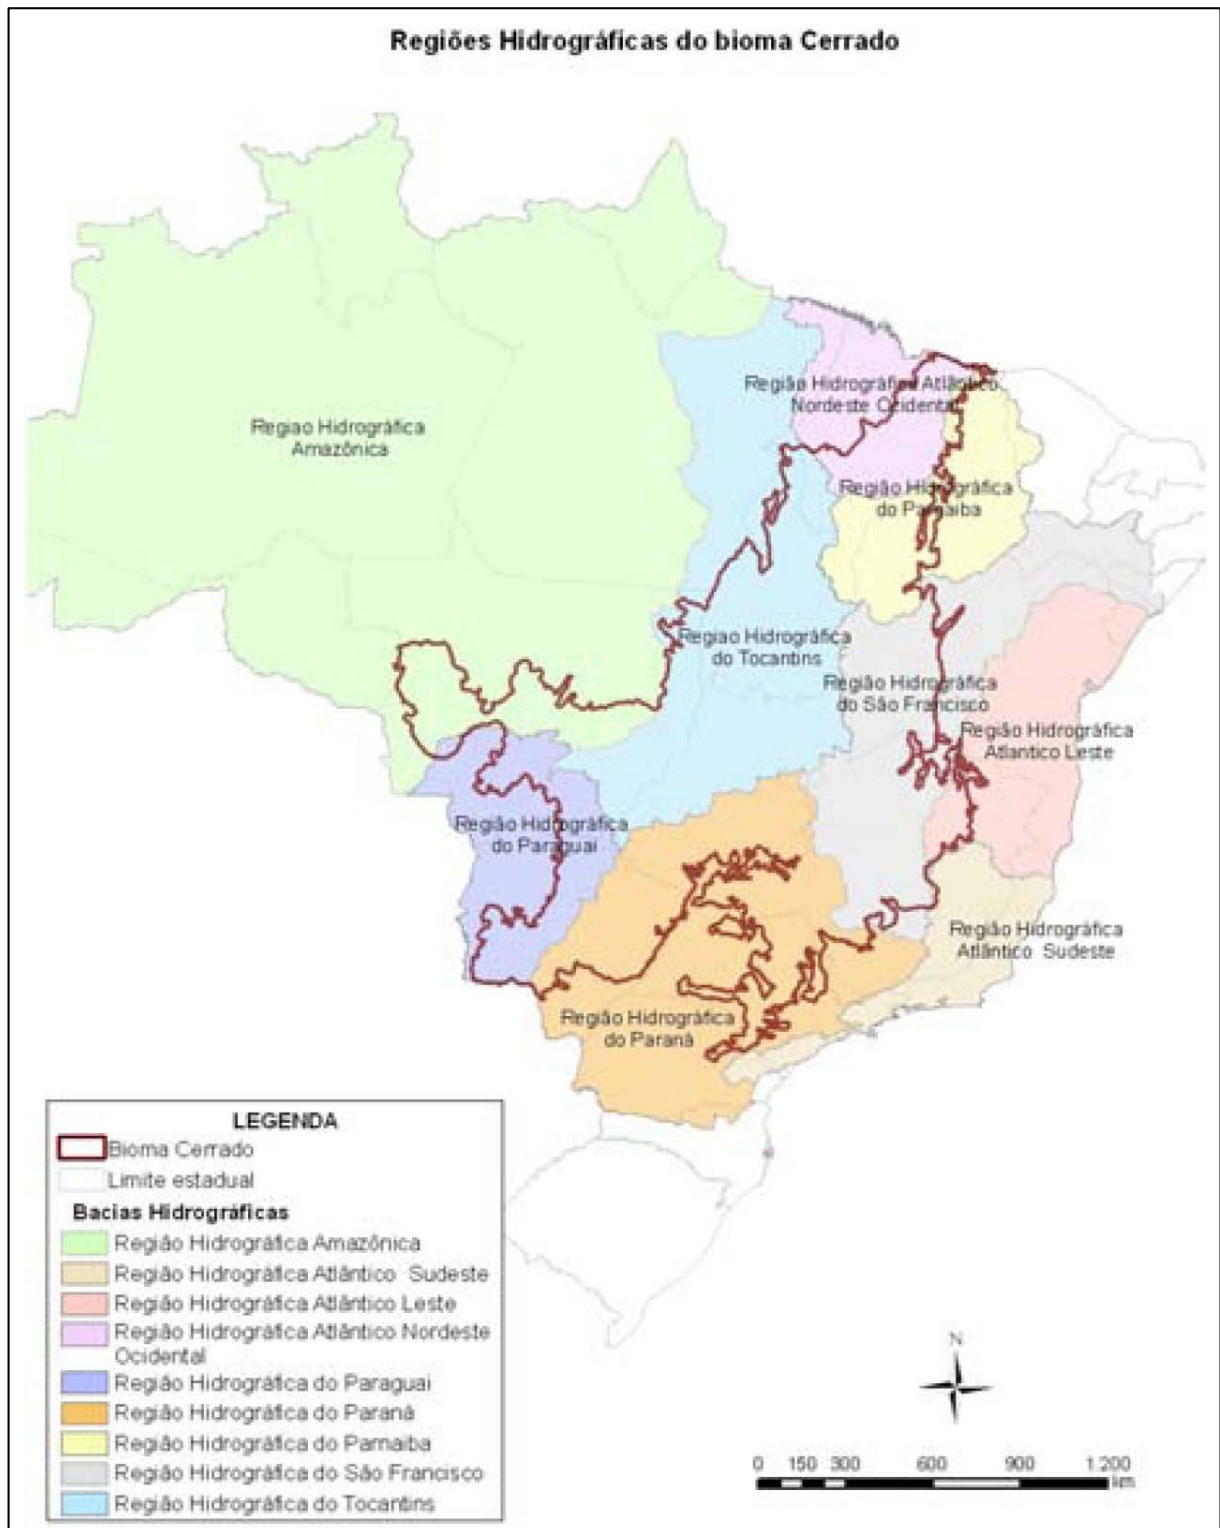 Regiões Hidrográficas do bioma Cerrado
Regiao Hidrográfica
Amazônica
Região Hidrográfica Atlântico
Nordeste Ocidental
Região Hidrográfica
do Parnaiba
Regiao Hidrográfica
do Tocantins
Região Hidrográfica
do São Francisco
Região Hidrográfica
Atlantico Leste
Região Hidrográfica
do Paraguai
Região Hidrográfica
Atlântico Sudeste
Região Hidrográfica
do Paraná
LEGENDA
Bioma Cerrado
Limite estadual
Bacias Hidrográficas
Região Hidrográfica Amazônica
Região Hidrográfica Atlântico Sudeste
Região Hidrográfica Atlântico Leste
Região Hidrográfica Atlântico Nordeste
Ocidental
Região Hidrográfica do Paraguai
Região Hidrográfica do Paraná
Região Hidrográfica do Parnaiba
Região Hidrográfica do São Francisco
Região Hidrográfica do Tocantins
N
0 150 300 600 900 1.200
km